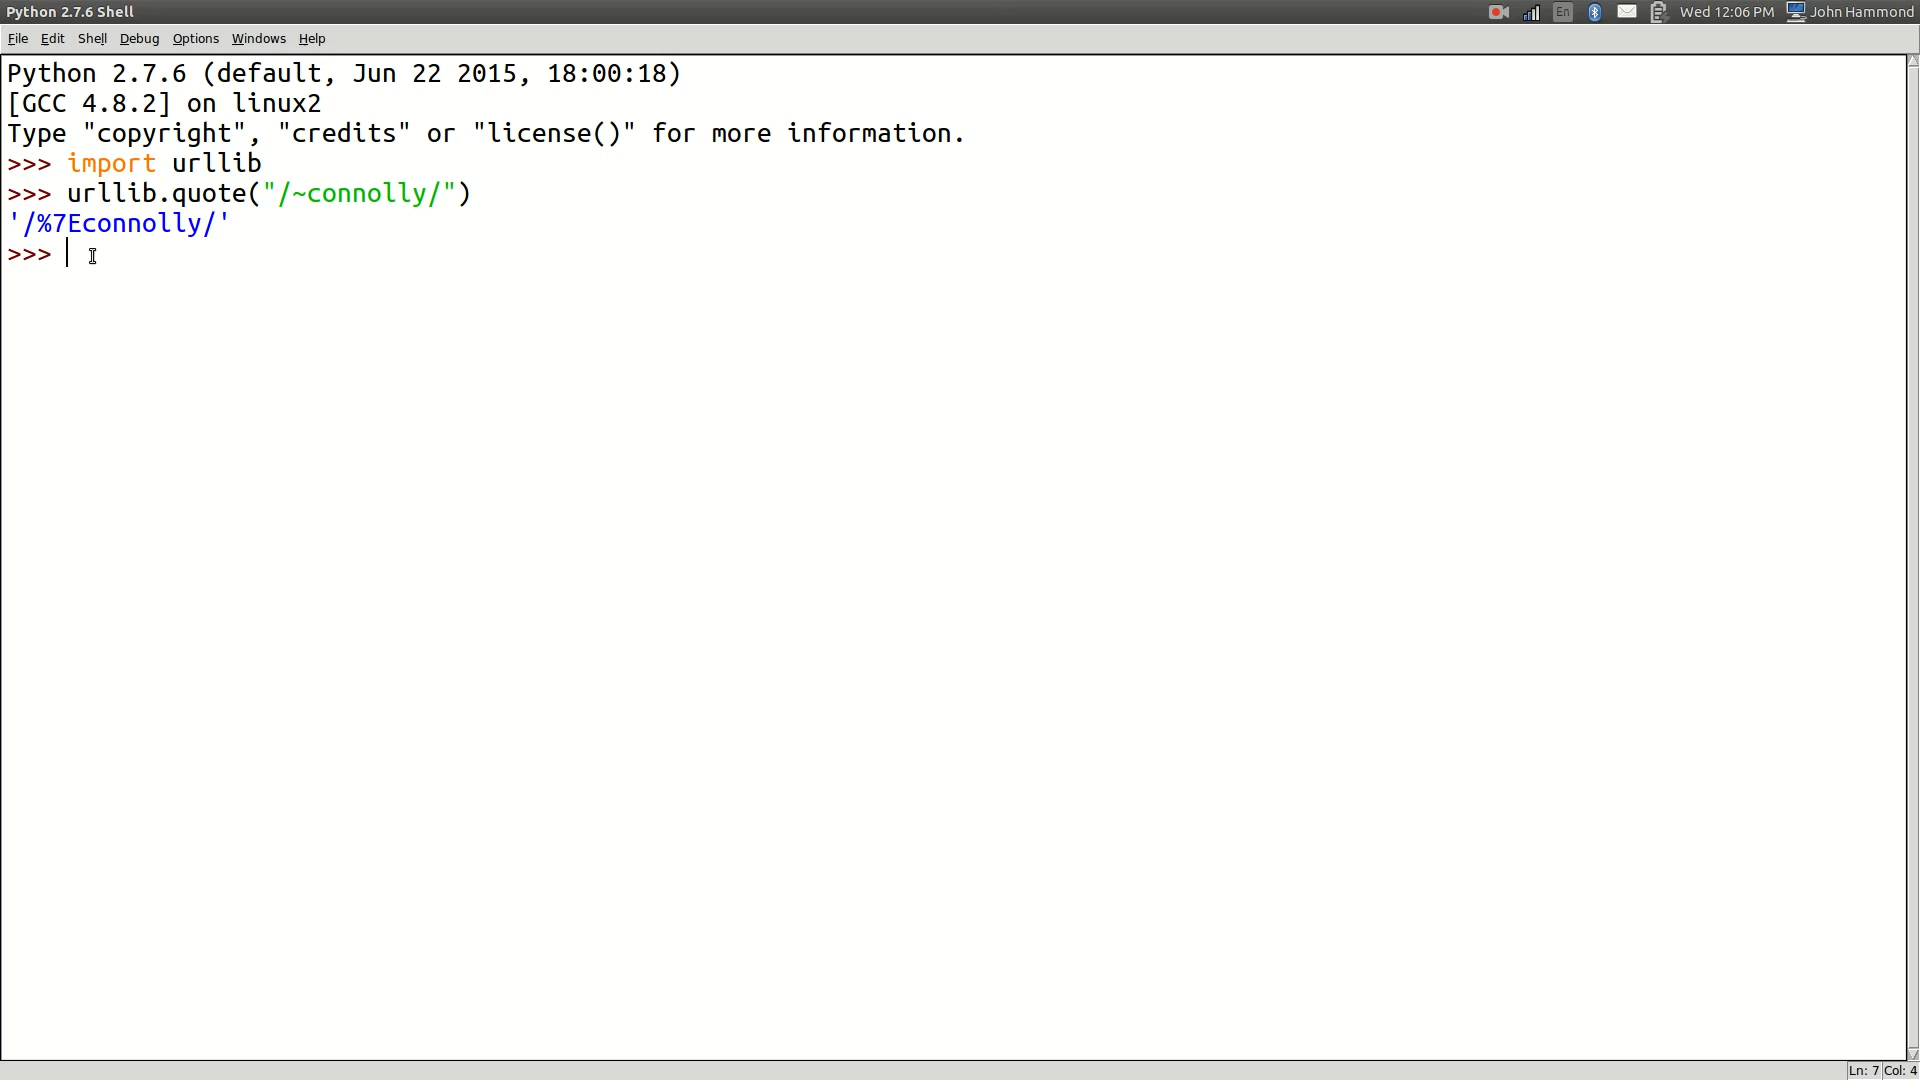 Python 2.7.6 Shell
En
Wed 12:06 PM
John Hammond
File Edit Shell Debug Options Windows Help
Python 2.7.6 (default, Jun 22 2015, 18:00:18)
[GCC 4.8.2] on linux2
Type "copyright", "credits" or "license()" for more information.
>>> import urllib
>>> urllib.quote("/~connolly/")
'/%7Econnolly/'
>>>
Ln: 7 Col: 4